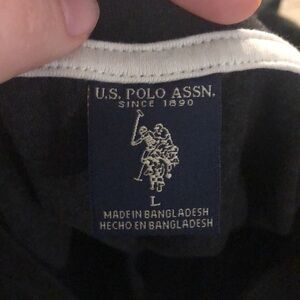 U.S. POLO ASSN.
SINCE 1890
L
MADE IN BANGLADESH
HECHO EN BANGLADESH